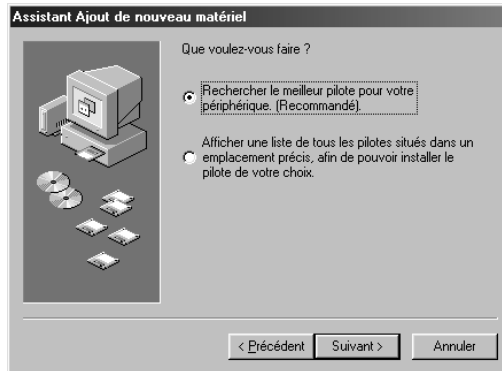 Assistant Ajout de nouveau matériel
Que voulez-vous faire ?
Rechercher le meilleur pilote pour votre
périphérique. (Recommandé).
Afficher une liste de tous les pilotes situés dans un
emplacement précis, afin de pouvoir installer le
pilote de votre choix.
< Précédent
Suivant >
Annuler